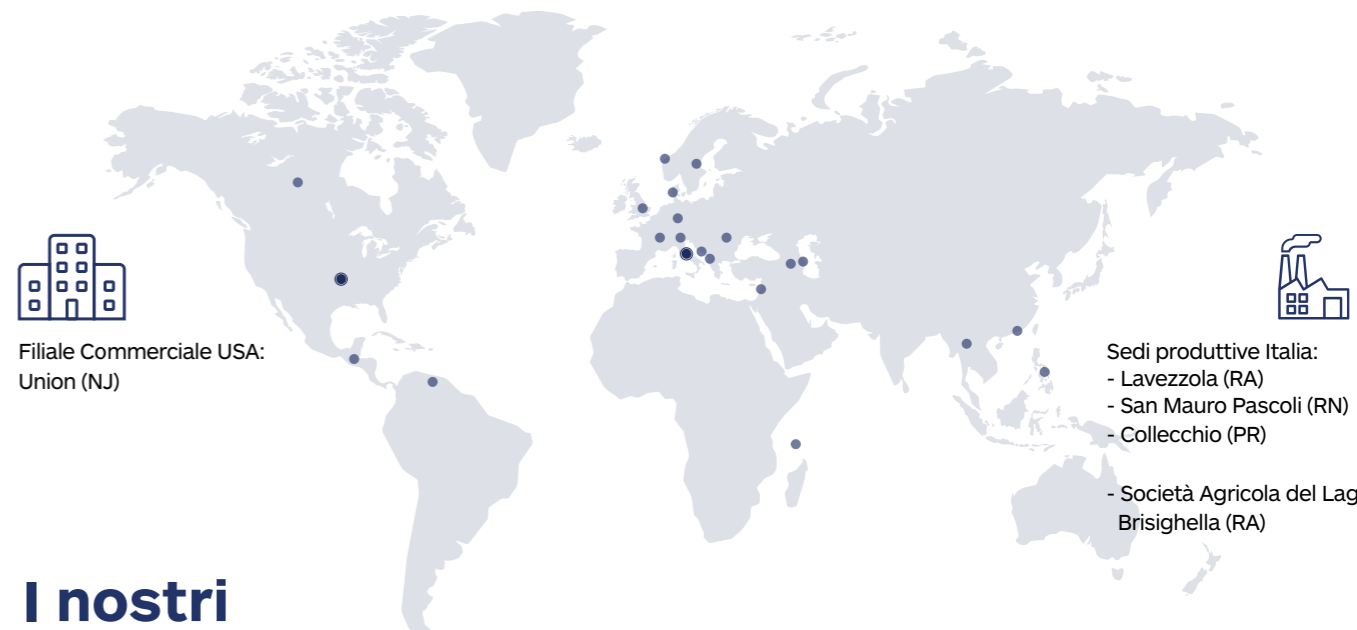 Filiale Commerciale USA:
Union (NJ)
Sedi produttive Italia:
- Lavezzola (RA)
- San Mauro Pascoli (RN)
- Collecchio (PR)
- Società Agricola del Lag
Brisighella (RA)
I nostri